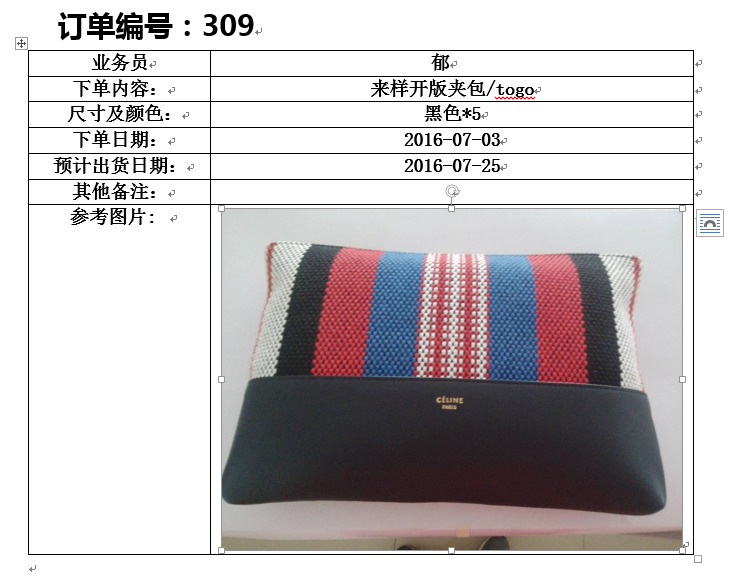 订单编号：309
业务员 郁
下单内容： 来样开版夹包/togo
尺寸及颜色： 黑色*5
下单日期： 2016-07-03
预计出货日期： 2016-07-25
其他备注：
参考图片:
CÉLINE
PARIS